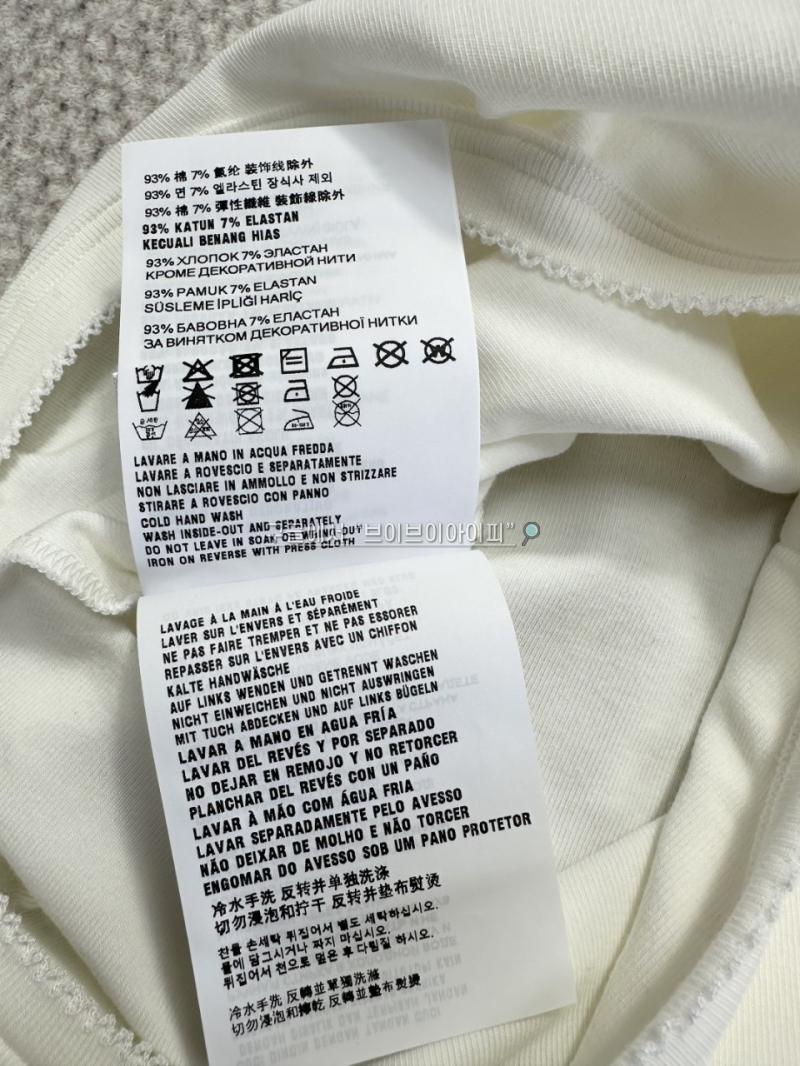 93% 棉 7% 氨纶 装饰线除外
93% 면 7% 엘라스틴 장식사 제외
93% 棉 7% 彈性纖維 裝飾線除外
93% KATUN 7% ELASTAN
KECUALI BENANG HIAS
93% ХЛОПОК 7% ЭЛАСТАН
КРОМЕ ДЕКОРАТИВНОЙ НИТИ
93% PAMUK 7% ELASTAN
SÜSLEME İPLİĞİ HARİÇ
93% БАВОВНА 7% ЕЛАСТАН
ЗА ВИНЯТКОМ ДЕКОРАТИВНОЇ НИТКИ
LAVARE A MANO IN ACQUA FREDDA
LAVARE A ROVESCIO E SEPARATAMENTE
NON LASCIARE IN AMMOLLO E NON STRIZZARE
STIRARE A ROVESCIO CON PANNO
COLD HAND WASH
WASH INSIDE-OUT AND SEPARATELY
DO NOT LEAVE IN SOAK OR WRING OUT
IRON ON REVERSE WITH PRESS CLOTH
브이브이아이피”
LAVAGE À LA MAIN À L'EAU FROIDE
LAVER SUR L'ENVERS ET SÉPARÉMENT
NE PAS FAIRE TREMPER ET NE PAS ESSORER
REPASSER SUR L'ENVERS AVEC UN CHIFFON
KALTE HANDWÄSCHE
AUF LINKS WENDEN UND GETRENNT WASCHEN
NICHT EINWEICHEN UND NICHT AUSWRINGEN
MIT TUCH ABDECKEN UND AUF LINKS BÜGELN
LAVAR A MANO EN AGUA FRÍA
LAVAR DEL REVÉS Y POR SEPARADO
NO DEJAR EN REMOJO Y NO RETORCER
PLANCHAR DEL REVÉS CON UN PAÑO
LAVAR À MÃO COM ÁGUA FRIA
LAVAR SEPARADAMENTE PELO AVESSO
NÃO DEIXAR DE MOLHO E NÃO TORCER
ENGOMAR DO AVESSO SOB UM PANO PROTETOR
冷水手洗 反转并单独洗涤
切勿浸泡和拧干 反转并垫布熨烫
찬물 손세탁 뒤집어서 별도 세탁하십시오.
물에 담그시거나 짜지 마십시오.
뒤집어서 천으로 덮은 후 다림질 하시오.
冷水手洗 反轉並單獨洗滌
切勿浸泡和擰乾 反轉並墊布熨燙